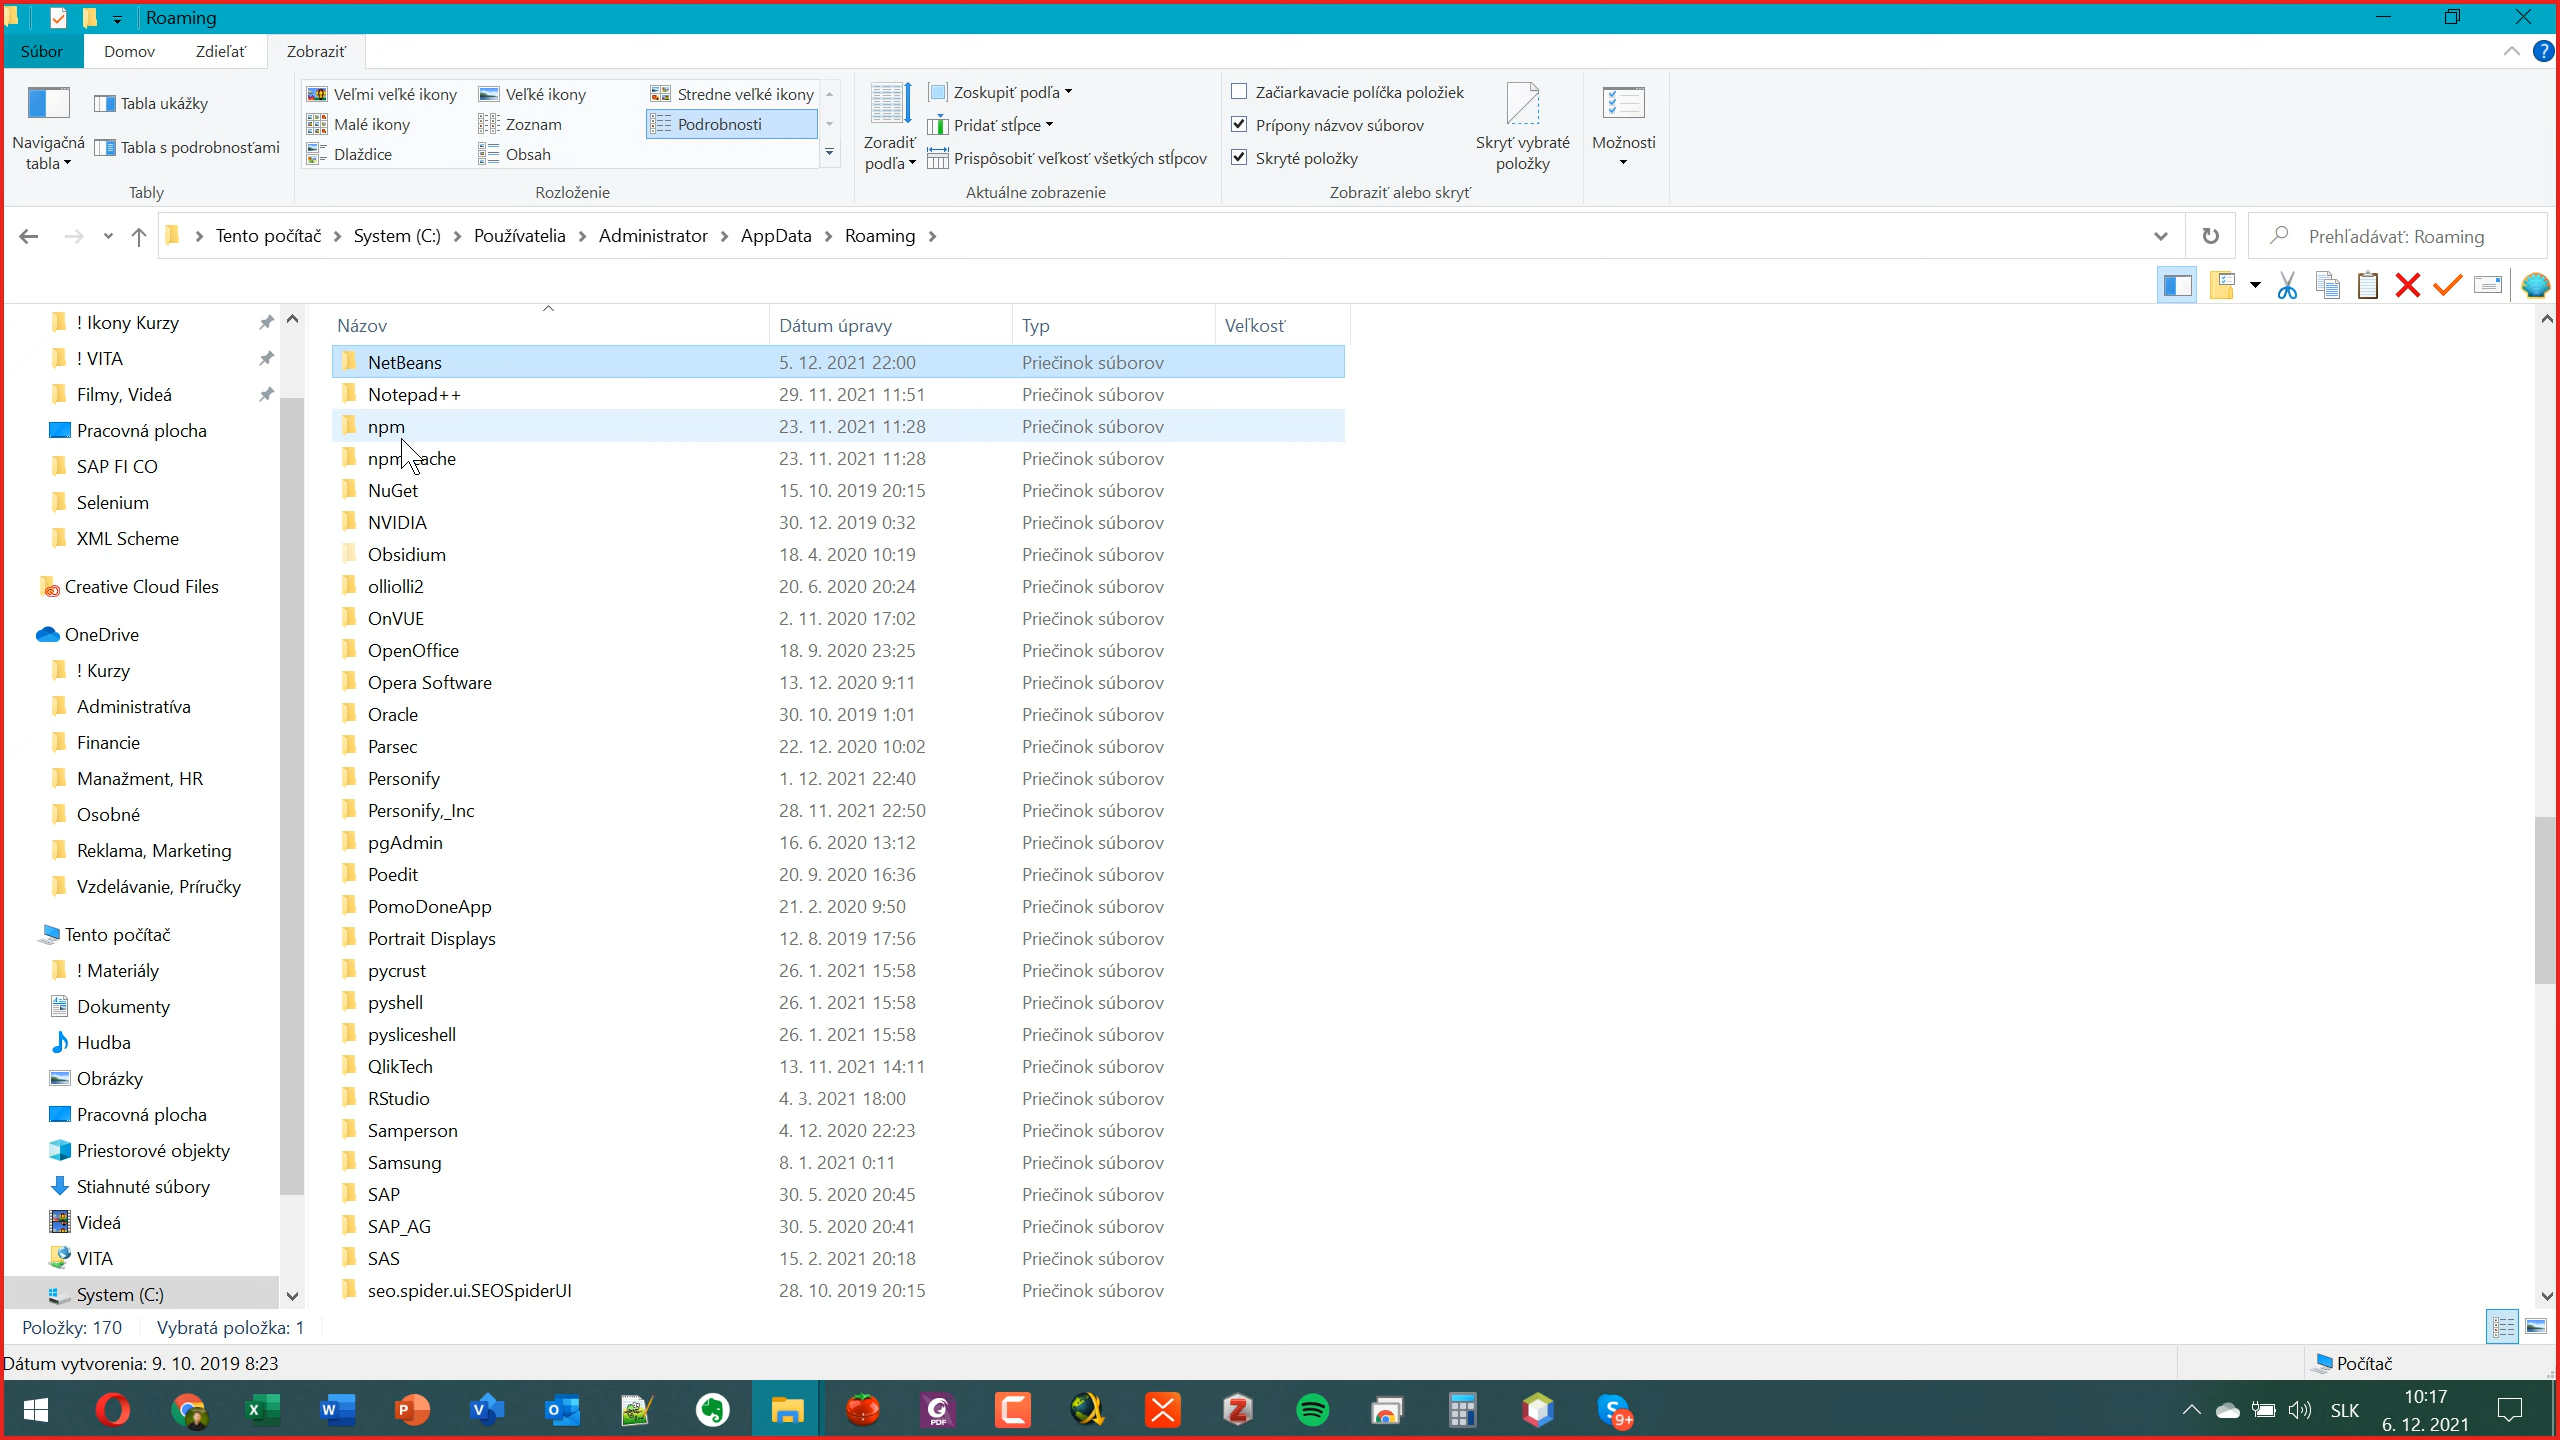 Roaming
Súbor Domov Zdieľať Zobraziť
Navigačná tabla
Tabla ukážky
Tabla s podrobnosťami
Tably
Veľmi veľké ikony Veľké ikony Stredne veľké ikony
Malé ikony Zoznam Podrobnosti
Dlaždice Obsah
Rozloženie
Zoradiť podľa
Zoskupiť podľa
Pridať stĺpce
Prispôsobiť veľkosť všetkých stĺpcov
Aktuálne zobrazenie
Začiarkavacie políčka položiek
Prípony názvov súborov
Skryté položky
Skryť vybraté položky
Zobraziť alebo skryť
Možnosti
Tento počítač System (C:) Používatelia Administrator AppData Roaming
Prehľadávať: Roaming
! Ikony Kurzy
! VITA
Filmy, Videá
Pracovná plocha
SAP FI CO
Selenium
XML Scheme
Creative Cloud Files
OneDrive
! Kurzy
Administratíva
Financie
Manažment, HR
Osobné
Reklama, Marketing
Vzdelávanie, Príručky
Tento počítač
! Materiály
Dokumenty
Hudba
Obrázky
Pracovná plocha
Priestorové objekty
Stiahnuté súbory
Videá
VITA
System (C:)
Názov Dátum úpravy Typ Veľkosť
NetBeans 5. 12. 2021 22:00 Priečinok súborov
Notepad++ 29. 11. 2021 11:51 Priečinok súborov
npm 23. 11. 2021 11:28 Priečinok súborov
23. 11. 2021 11:28 Priečinok súborov
NuGet 15. 10. 2019 20:15 Priečinok súborov
NVIDIA 30. 12. 2019 0:32 Priečinok súborov
Obsidium 18. 4. 2020 10:19 Priečinok súborov
olliolli2 20. 6. 2020 20:24 Priečinok súborov
OnVUE 2. 11. 2020 17:02 Priečinok súborov
OpenOffice 18. 9. 2020 23:25 Priečinok súborov
Opera Software 13. 12. 2020 9:11 Priečinok súborov
Oracle 30. 10. 2019 1:01 Priečinok súborov
Parsec 22. 12. 2020 10:02 Priečinok súborov
Personify 1. 12. 2021 22:40 Priečinok súborov
Personify,_Inc 28. 11. 2021 22:50 Priečinok súborov
pgAdmin 16. 6. 2020 13:12 Priečinok súborov
Poedit 20. 9. 2020 16:36 Priečinok súborov
PomoDoneApp 21. 2. 2020 9:50 Priečinok súborov
Portrait Displays 12. 8. 2019 17:56 Priečinok súborov
pycrust 26. 1. 2021 15:58 Priečinok súborov
pyshell 26. 1. 2021 15:58 Priečinok súborov
pysliceshell 26. 1. 2021 15:58 Priečinok súborov
QlikTech 13. 11. 2021 14:11 Priečinok súborov
RStudio 4. 3. 2021 18:00 Priečinok súborov
Samperson 4. 12. 2020 22:23 Priečinok súborov
Samsung 8. 1. 2021 0:11 Priečinok súborov
SAP 30. 5. 2020 20:45 Priečinok súborov
SAP_AG 30. 5. 2020 20:41 Priečinok súborov
SAS 15. 2. 2021 20:18 Priečinok súborov
seo.spider.ui.SEOSpiderUI 28. 10. 2019 20:15 Priečinok súborov
Položky: 170 Vybratá položka: 1
Dátum vytvorenia: 9. 10. 2019 8:23
Počítač
PDF
9+
SLK
10:17
6. 12. 2021